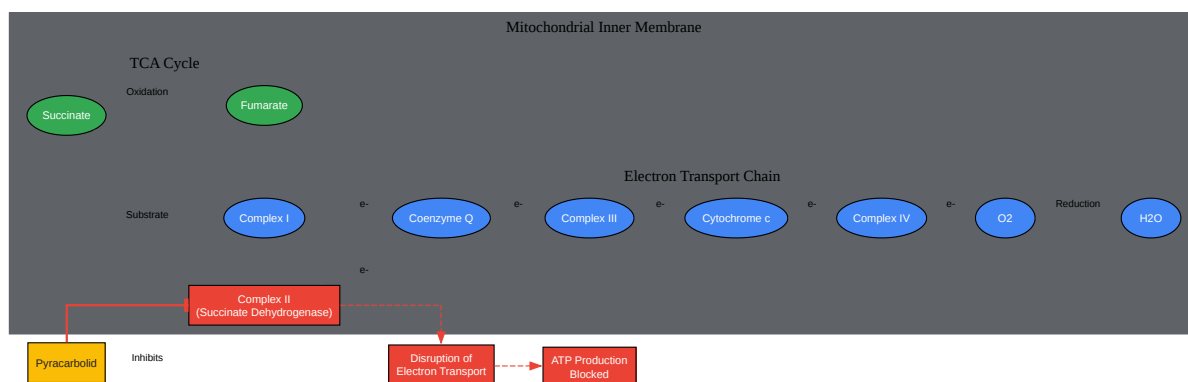 Mitochondrial Inner Membrane
TCA Cycle
Oxidation
Succinate
Fumarate
Electron Transport Chain
Substrate
Complex I
e-
Coenzyme Q
e-
Complex III
e-
Cytochrome c
e-
Complex IV
e-
O2
Reduction
H2O
e-
Complex II
(Succinate Dehydrogenase)
Pyracarbolid
Inhibits
Disruption of
Electron Transport
ATP Production
Blocked